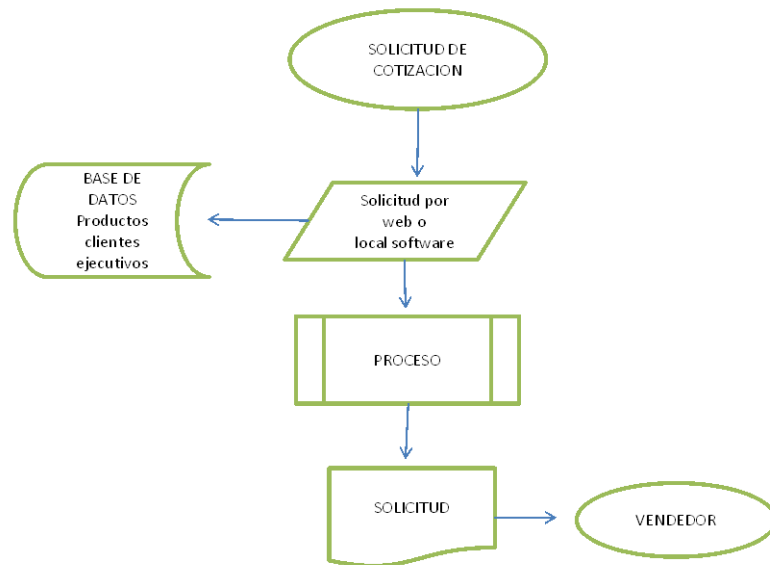 SOLICITUD DE
COTIZACION
BASE DE
DATOS
Productos
clientes
ejecutivos
Solicitud por
web o
local software
PROCESO
SOLICITUD
VENDEDOR